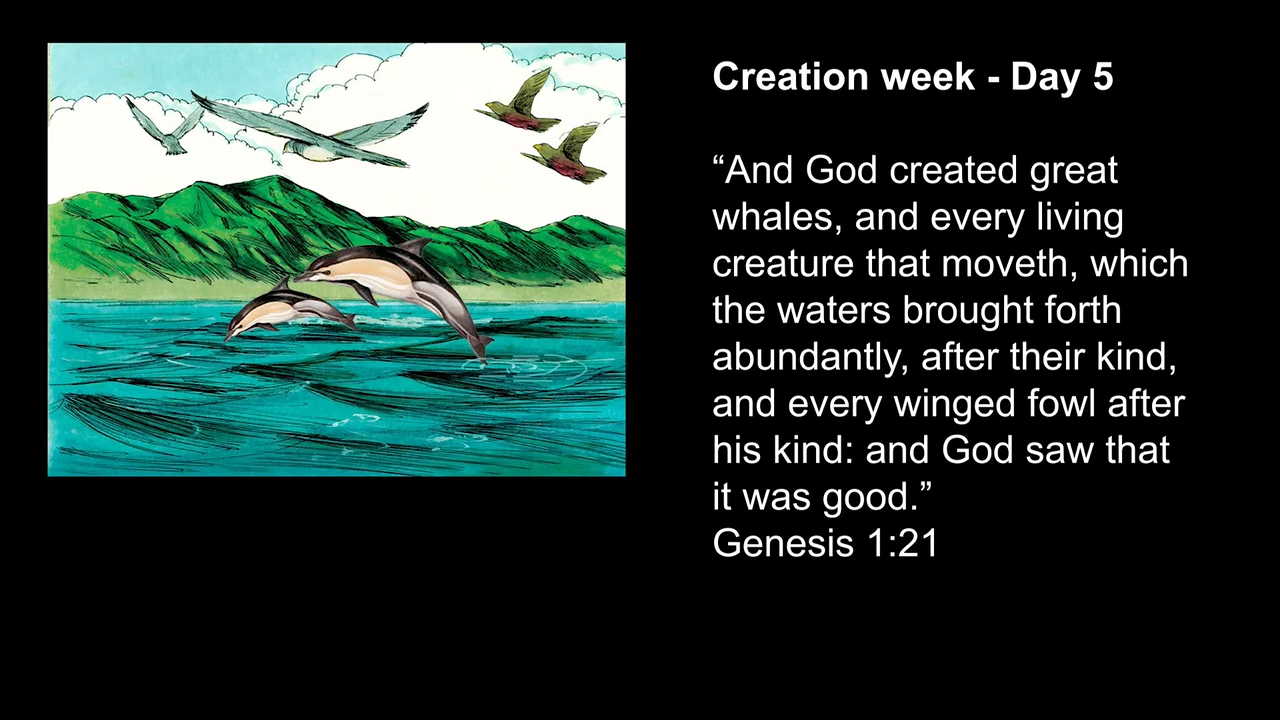 Creation week - Day 5
“And God created great
whales, and every living
creature that moveth, which
the waters brought forth
abundantly, after their kind,
and every winged fowl after
his kind: and God saw that
it was good.”
Genesis 1:21